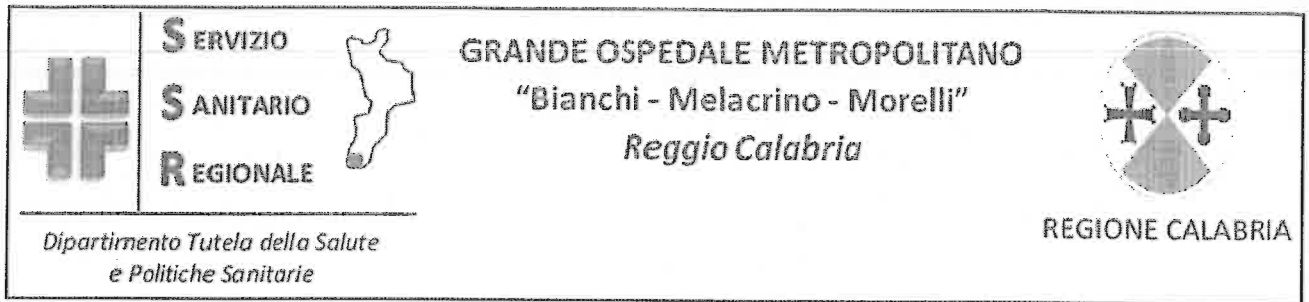 SERVIZIO
SANITARIO
REGIONALE
Dipartimento Tutela della Salute
e Politiche Sanitarie
GRANDE OSPEDALE METROPOLITANO
"Bianchi - Melacrino - Morelli"
Reggio Calabria
REGIONE CALABRIA